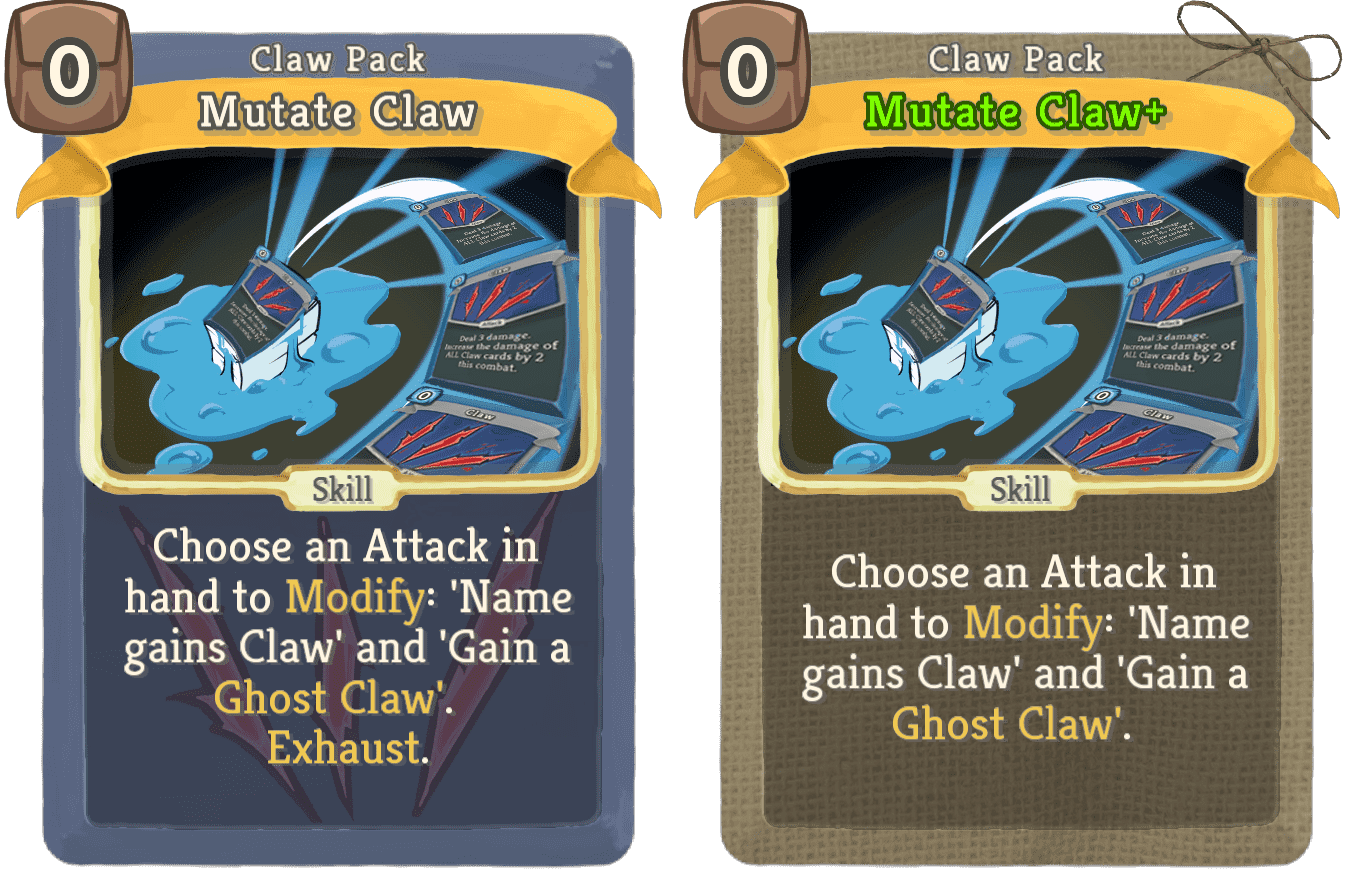 0
Claw Pack
Mutate Claw
Deal 3 damage.
Increase the damage of
ALL Claw cards by 2
this combat.
0
Claw
Skill
Choose an Attack in
hand to Modify: 'Name
gains Claw' and 'Gain a
Ghost Claw'.
Exhaust.
0
Claw Pack
Mutate Claw+
Attack
Deal 3 damage.
Increase the damage of
ALL Claw cards by 2
this combat.
0
Claw
Skill
Choose an Attack in
hand to Modify: 'Name
gains Claw' and 'Gain a
Ghost Claw'.